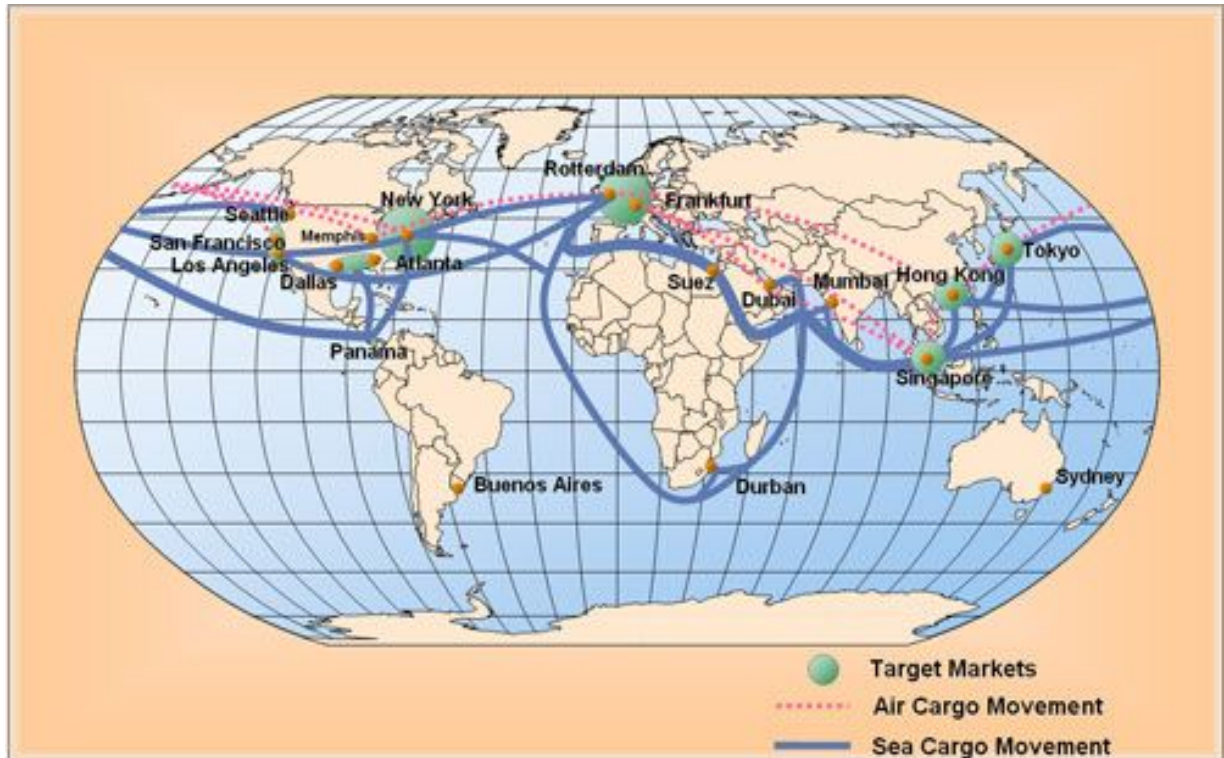 Rotterdam
New York
Frankfurt
Seattle
Memphis
San Francisco
Tokyo
Los Angeles
Atlanta
Hong Kong
Dallas
Suez
Mumbai
Dubai
Panama
Singapore
Sydney
Buenos Aires
Durban
Target Markets
Air Cargo Movement
Sea Cargo Movement